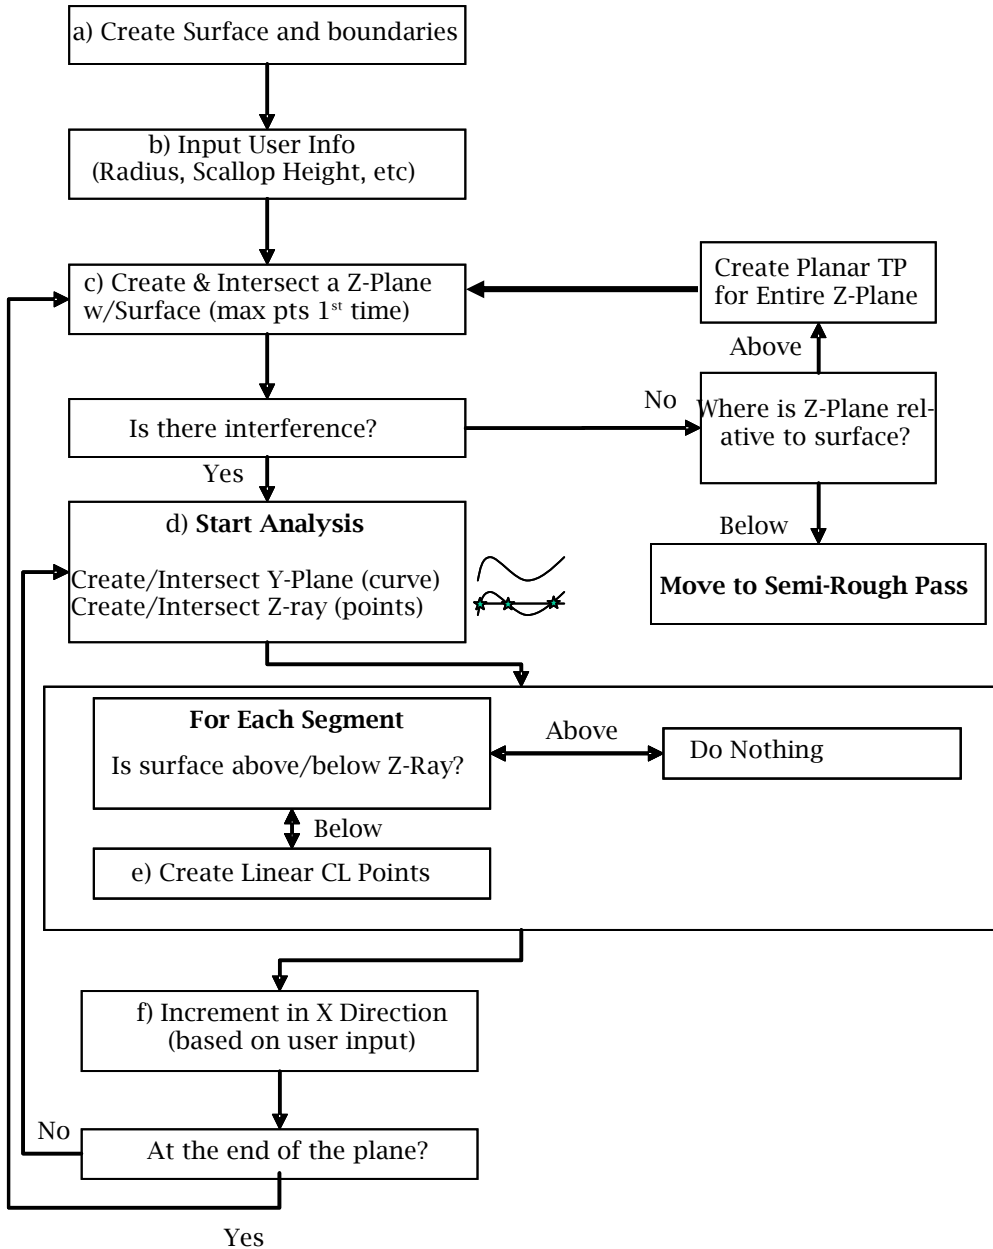 a) Create Surface and boundaries
b) Input User Info
(Radius, Scallop Height, etc)
c) Create & Intersect a Z-Plane
w/Surface (max pts 1st time)
Create Planar TP
for Entire Z-Plane
Above
Is there interference?
No
Where is Z-Plane rel-
ative to surface?
Yes
Below
d) Start Analysis
Create/Intersect Y-Plane (curve)
Create/Intersect Z-ray (points)
Move to Semi-Rough Pass
For Each Segment
Is surface above/below Z-Ray?
Above
Do Nothing
Below
e) Create Linear CL Points
f) Increment in X Direction
(based on user input)
No
At the end of the plane?
Yes